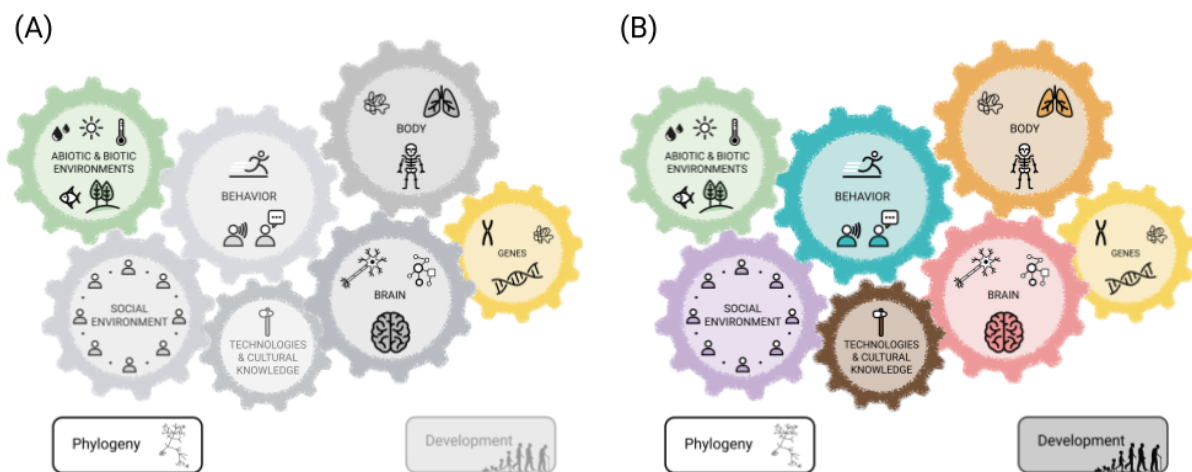 (A)
BODY
ABIOTIC & BIOTIC
ENVIRONMENTS
BEHAVIOR
GENES
BRAIN
SOCIAL
ENVIRONMENT
TECHNOLOGIES
& CULTURAL
KNOWLEDGE
Phylogeny
Development
(B)
BODY
ABIOTIC & BIOTIC
ENVIRONMENTS
BEHAVIOR
GENES
BRAIN
SOCIAL
ENVIRONMENT
TECHNOLOGIES
& CULTURAL
KNOWLEDGE
Phylogeny
Development